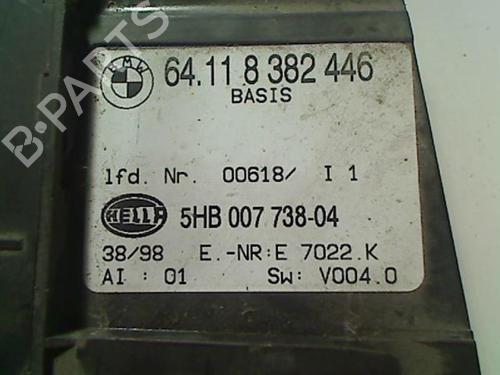 BMW
64.11 8 382 446
BASIS
lfd. Nr. 00618/ I 1
HELLA
5HB 007 738-04
38/98 E.-NR:E 7022.K
AI : 01 Sw: V004.0
B-PARTS